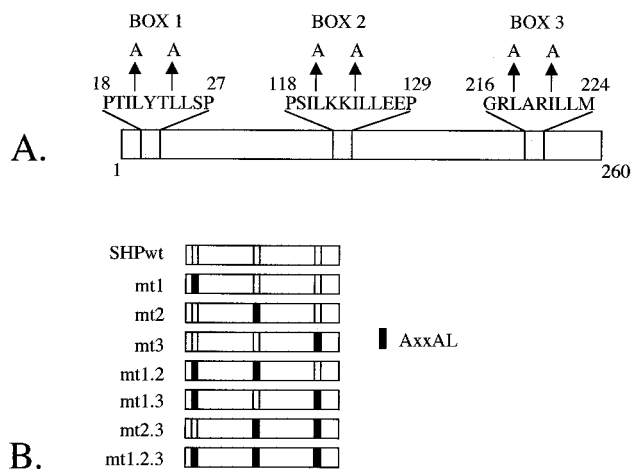 BOX 1 BOX 2 BOX 3
A A A A A A
18 27 118 129 216 224
PTILYTLLSP PSILKKILLEEP GRLARILLM
A.
1 260
SHPwt
mt1
mt2
mt3 AxxAL
mt1.2
mt1.3
mt2.3
B. mt1.2.3